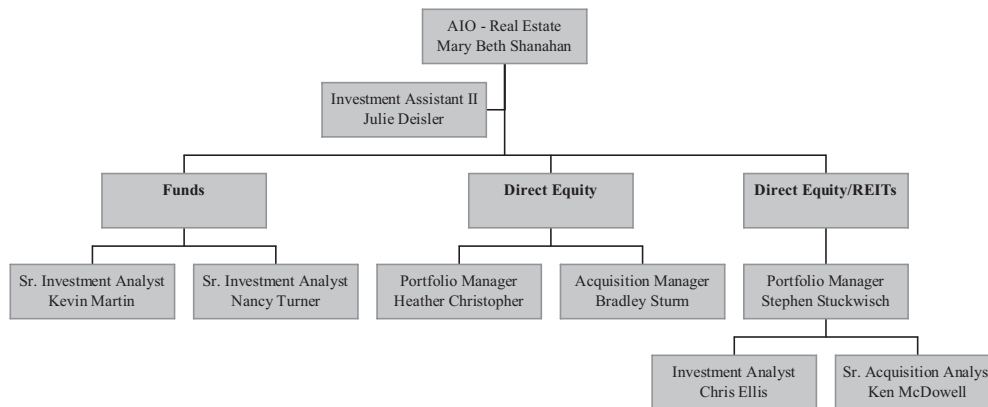 AIO - Real Estate
Mary Beth Shanahan
Investment Assistant II
Julie Deisler
Funds
Direct Equity
Direct Equity/REITs
Sr. Investment Analyst
Kevin Martin
Sr. Investment Analyst
Nancy Turner
Portfolio Manager
Heather Christopher
Acquisition Manager
Bradley Sturm
Portfolio Manager
Stephen Stuckwisch
Investment Analyst
Chris Ellis
Sr. Acquisition Analys
Ken McDowell